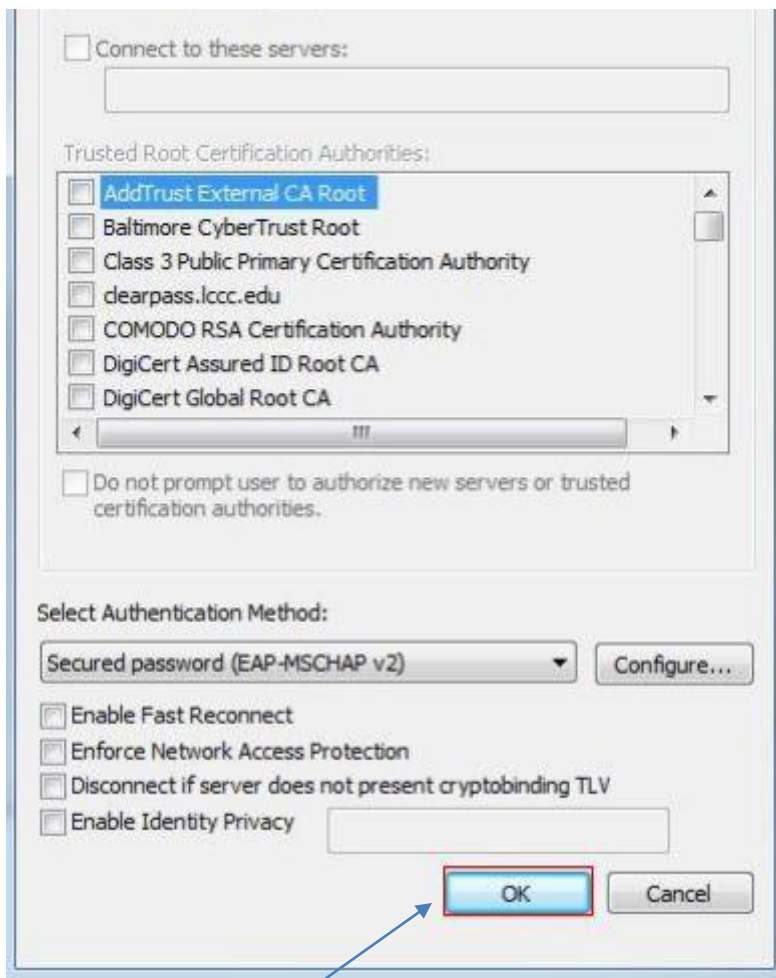 Connect to these servers:
Trusted Root Certification Authorities:
AddTrust External CA Root
Baltimore CyberTrust Root
Class 3 Public Primary Certification Authority
clearpass.lccc.edu
COMODO RSA Certification Authority
DigiCert Assured ID Root CA
DigiCert Global Root CA
Do not prompt user to authorize new servers or trusted
certification authorities.
Select Authentication Method:
Secured password (EAP-MSCHAP v2)
Configure...
Enable Fast Reconnect
Enforce Network Access Protection
Disconnect if server does not present cryptobinding TLV
Enable Identity Privacy
OK
Cancel